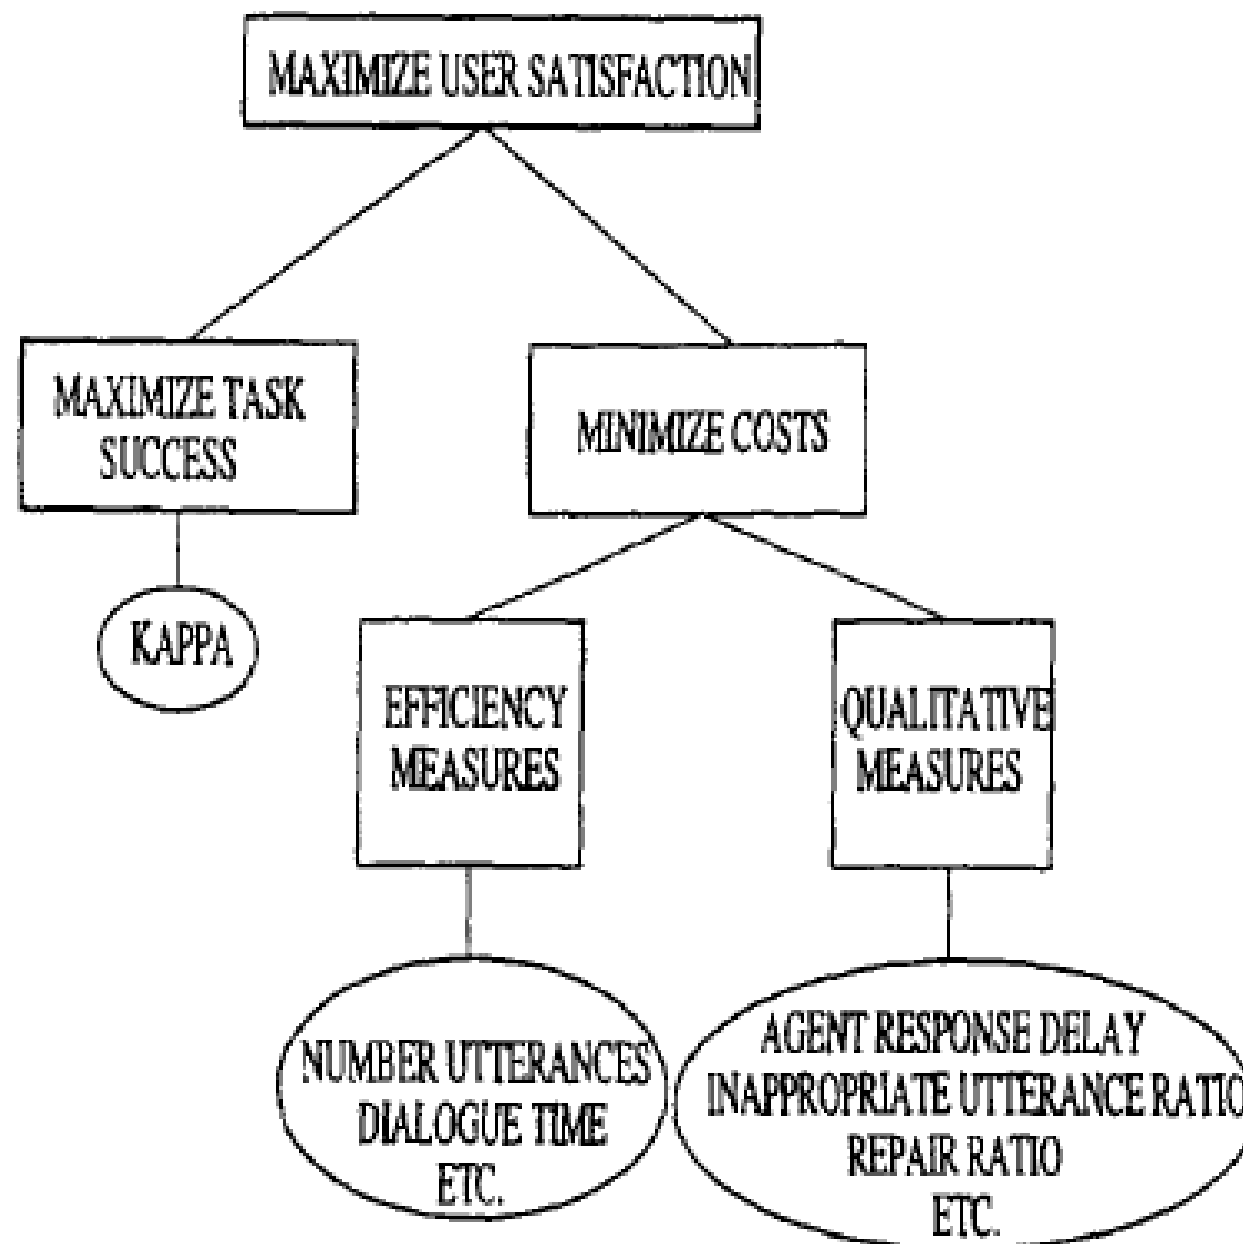 MAXIMIZE USER SATISFACTION
MAXIMIZE TASK
SUCCESS
MINIMIZE COSTS
KAPPA
EFFICIENCY
MEASURES
QUALITATIVE
MEASURES
NUMBER UTTERANCES
DIALOGUE TIME
ETC.
AGENT RESPONSE DELAY
INAPPROPRIATE UTTERANCE RATIO
REPAIR RATIO
ETC.